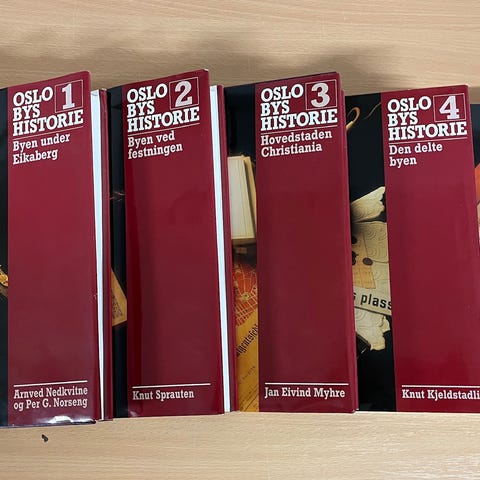 OSLO
BYS
HISTORIE
1
Byen under
Eikaberg
Arnved Nedkvitne
og Per G. Norseng
OSLO
BYS
HISTORIE
2
Byen ved
festningen
Knut Sprauten
OSLO
BYS
HISTORIE
3
Hovedstaden
Christiania
Jan Eivind Myhre
OSLO
BYS
HISTORIE
4
Den delte
byen
Knut Kjeldstadli
plass